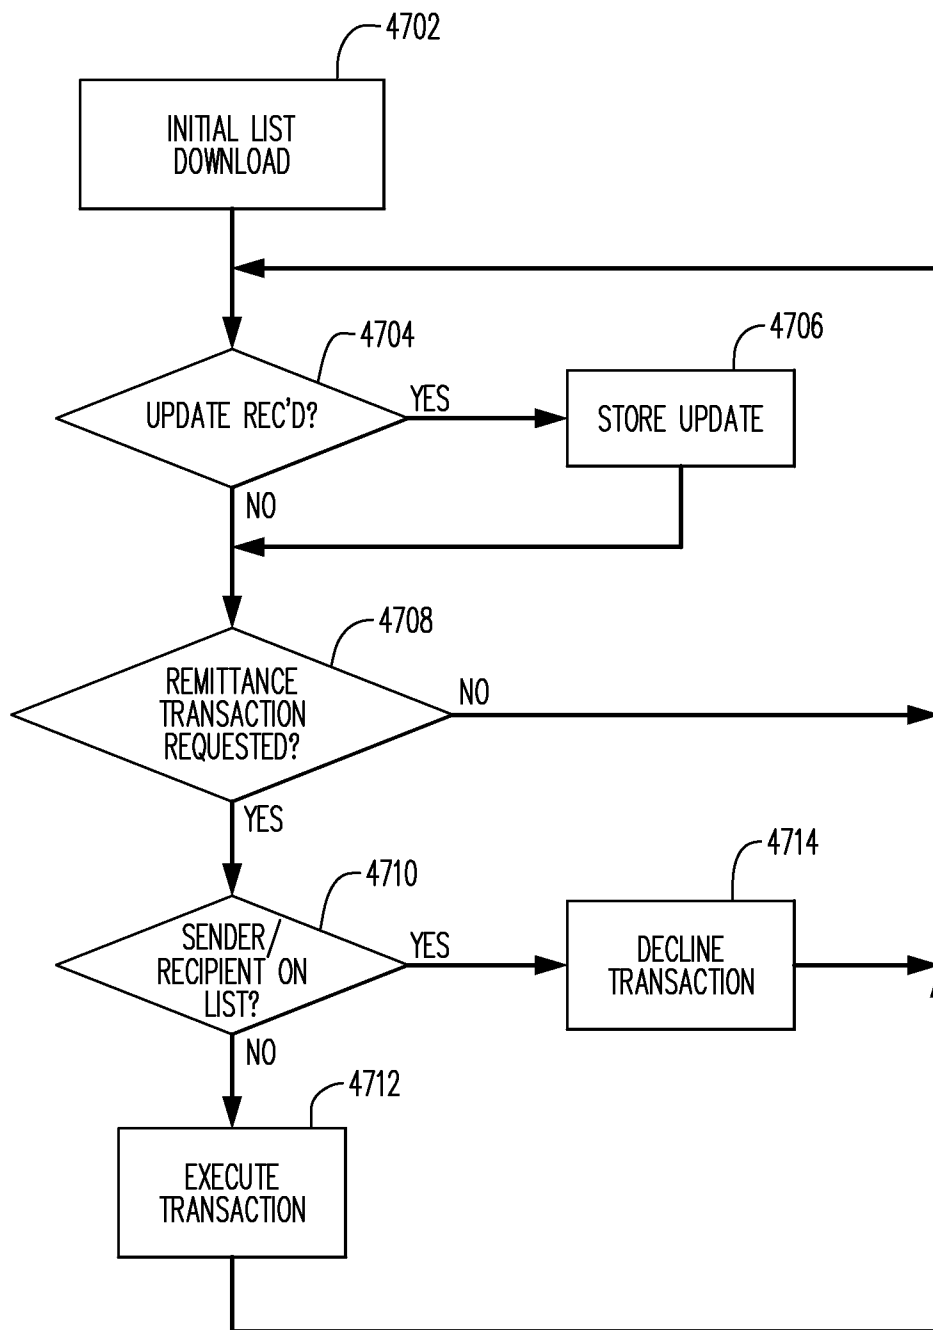 4702
INITIAL LIST
DOWNLOAD
4704
UPDATE REC'D?
YES
4706
STORE UPDATE
NO
4708
REMITTANCE
TRANSACTION
REQUESTED?
NO
YES
4710
SENDER/
RECIPIENT ON
LIST?
YES
4714
DECLINE
TRANSACTION
NO
4712
EXECUTE
TRANSACTION